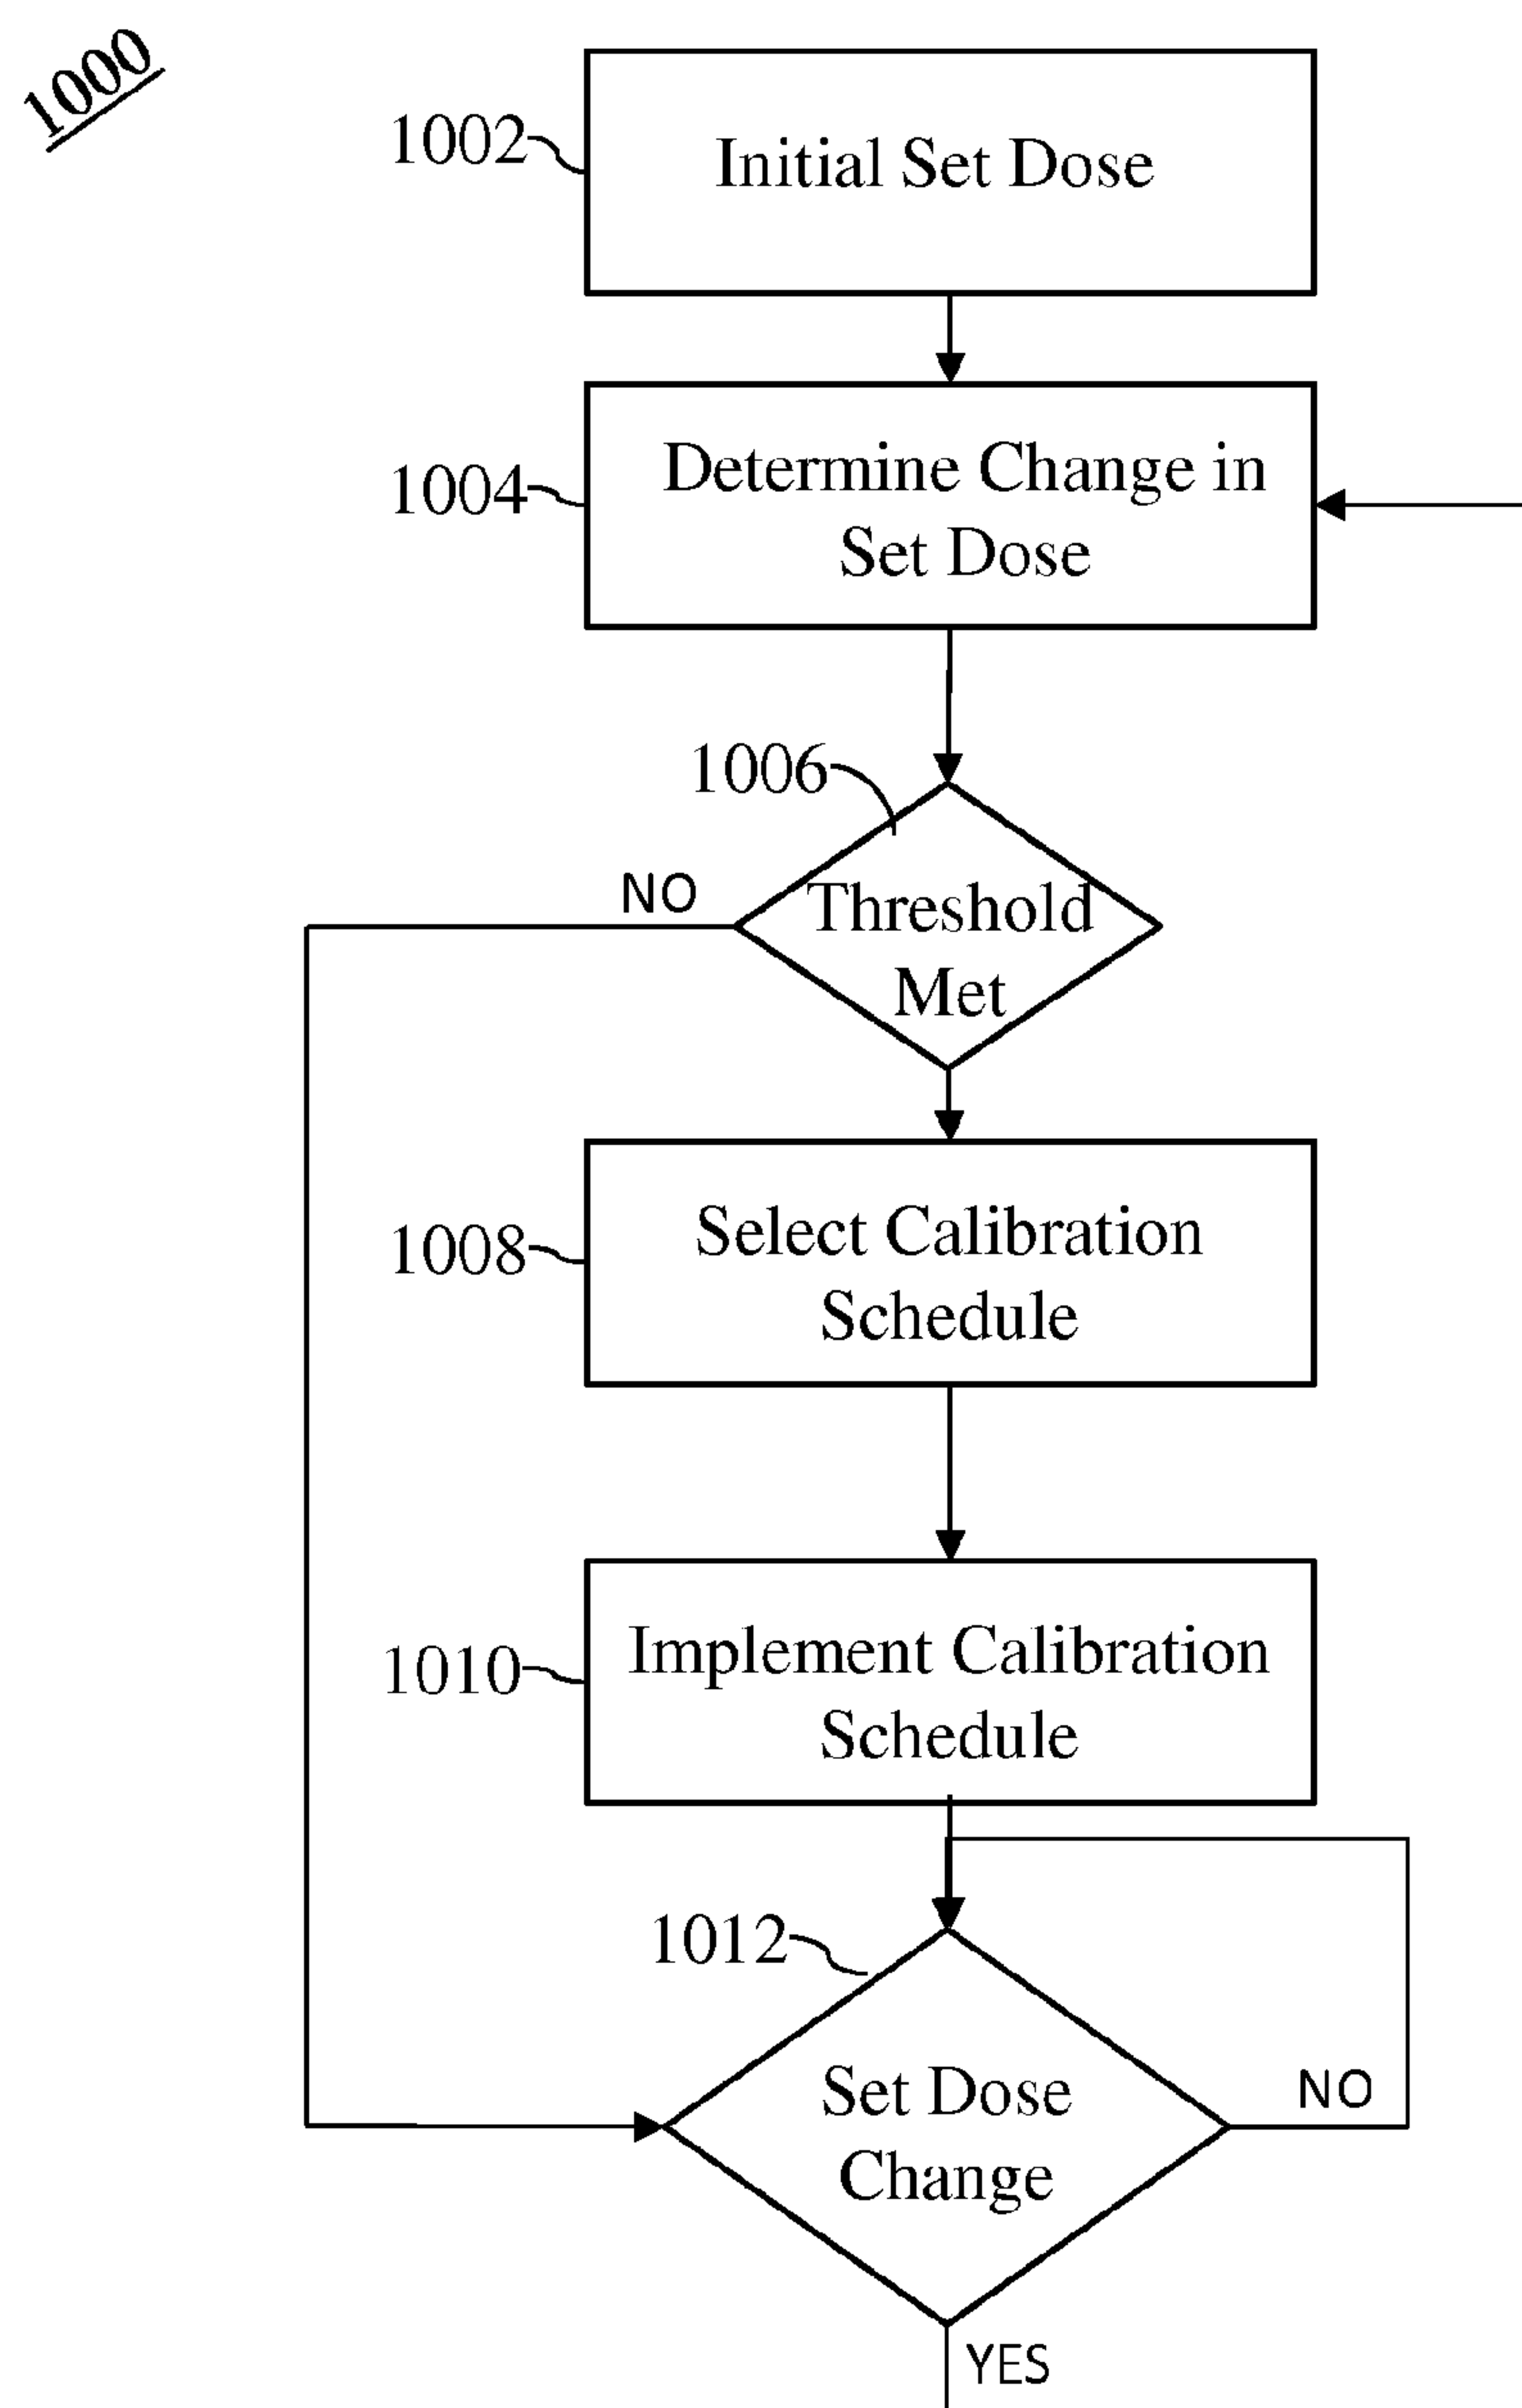 1000
1002
Initial Set Dose
1004
Determine Change in
Set Dose
1006
NO
Threshold
Met
1008
Select Calibration
Schedule
1010
Implement Calibration
Schedule
1012
Set Dose
Change
NO
YES